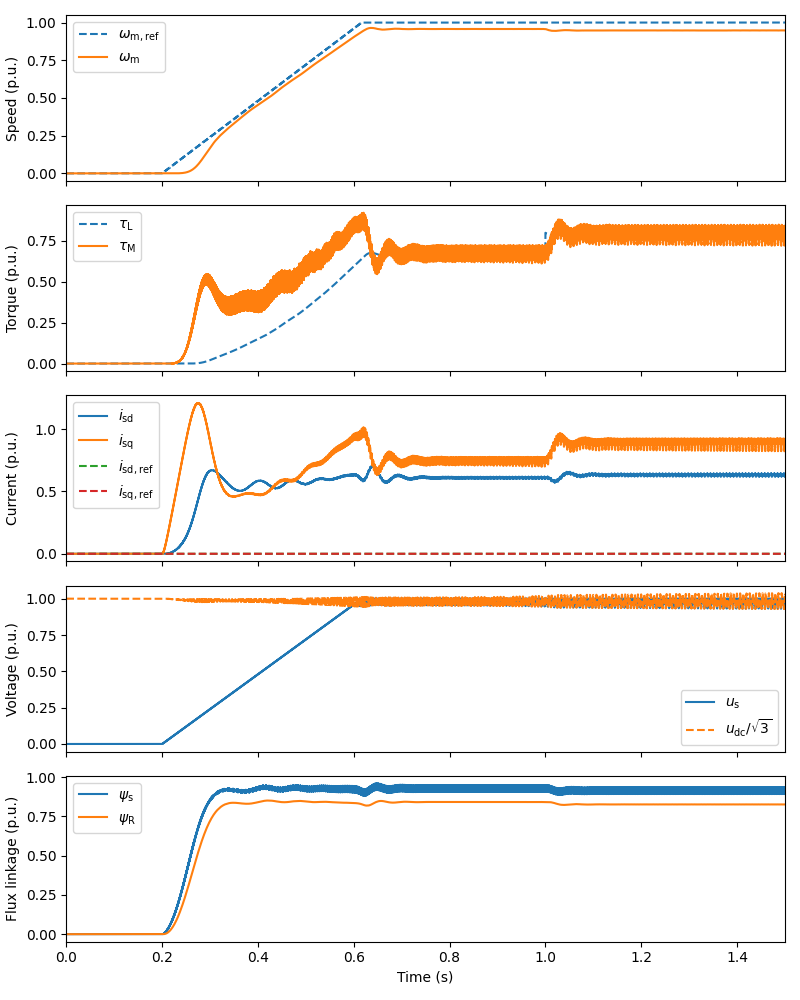 1.00
0.75
0.50
0.25
0.00
Speed (p.u.)
ω_m,ref
ω_m
0.75
0.50
0.25
0.00
Torque (p.u.)
τ_L
τ_M
1.0
0.5
0.0
Current (p.u.)
i_sd
i_sq
i_sd,ref
i_sq,ref
1.00
0.75
0.50
0.25
0.00
Voltage (p.u.)
u_s
u_dc/√3
1.00
0.75
0.50
0.25
0.00
Flux linkage (p.u.)
ψ_s
ψ_R
0.0 0.2 0.4 0.6 0.8 1.0 1.2 1.4
Time (s)